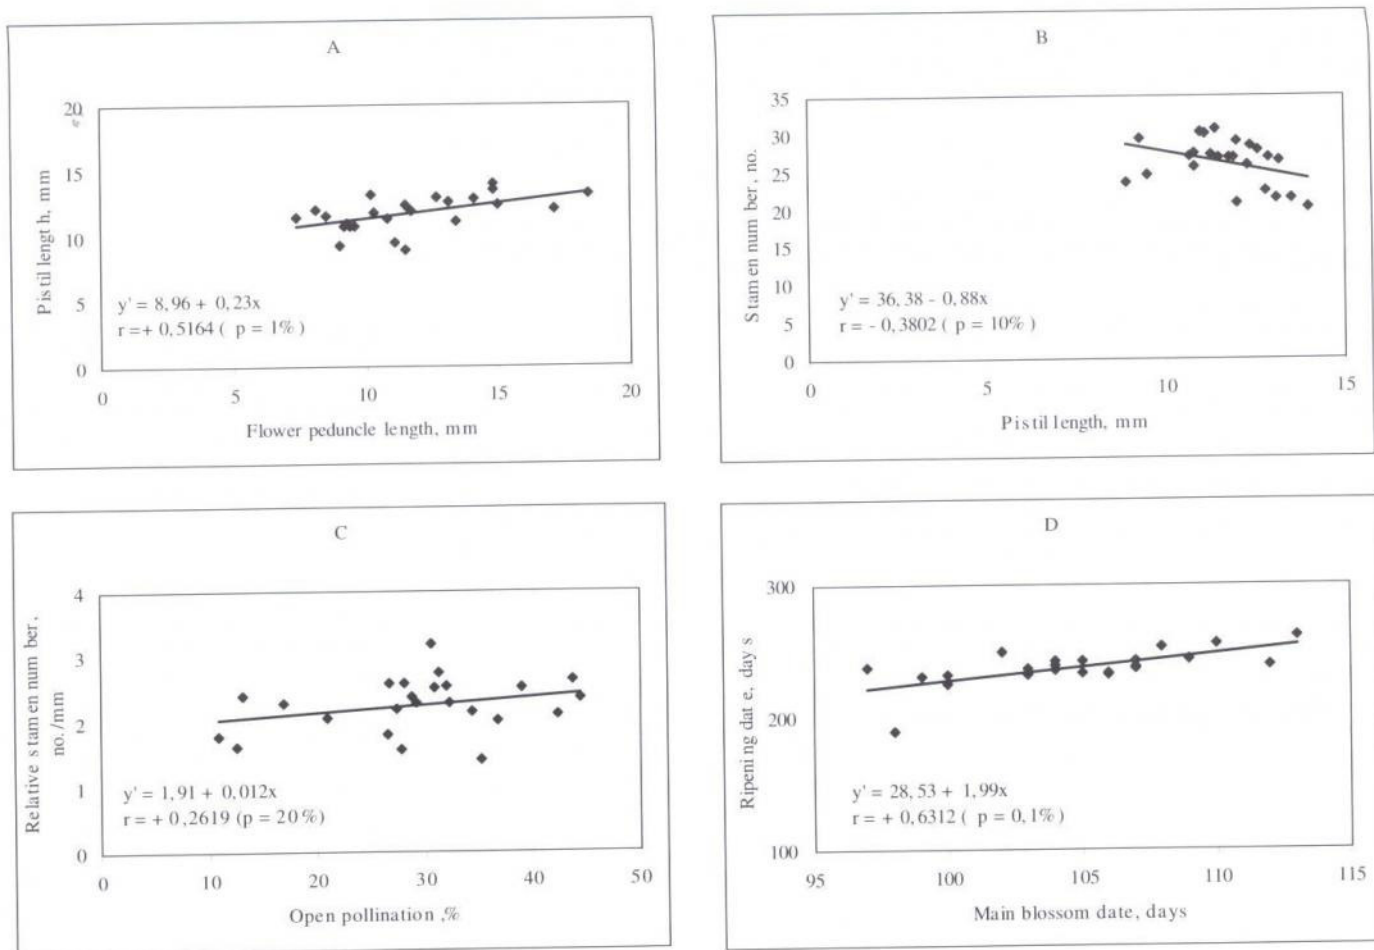 A
20
15
10
5
0
Pistil length, mm
y' = 8,96 + 0,23x
r =+ 0,5164 ( p = 1%)
0 5 10 15 20
Flower peduncle length, mm
B
35
30
25
20
15
10
5
0
Stamen number, no.
y' = 36,38 - 0,88x
r = - 0,3802 ( p = 10%)
0 5 10 15
Pistil length, mm
C
4
3
2
1
0
Relative stamen number,
no./mm
y' = 1,91 + 0,012x
r = + 0,2619 (p = 20%)
0 10 20 30 40 50
Open pollination ,%
D
300
200
100
Ripening date, days
y' = 28,53 + 1,99x
r = + 0,6312 ( p = 0,1%)
95 100 105 110 115
Main blossom date, days